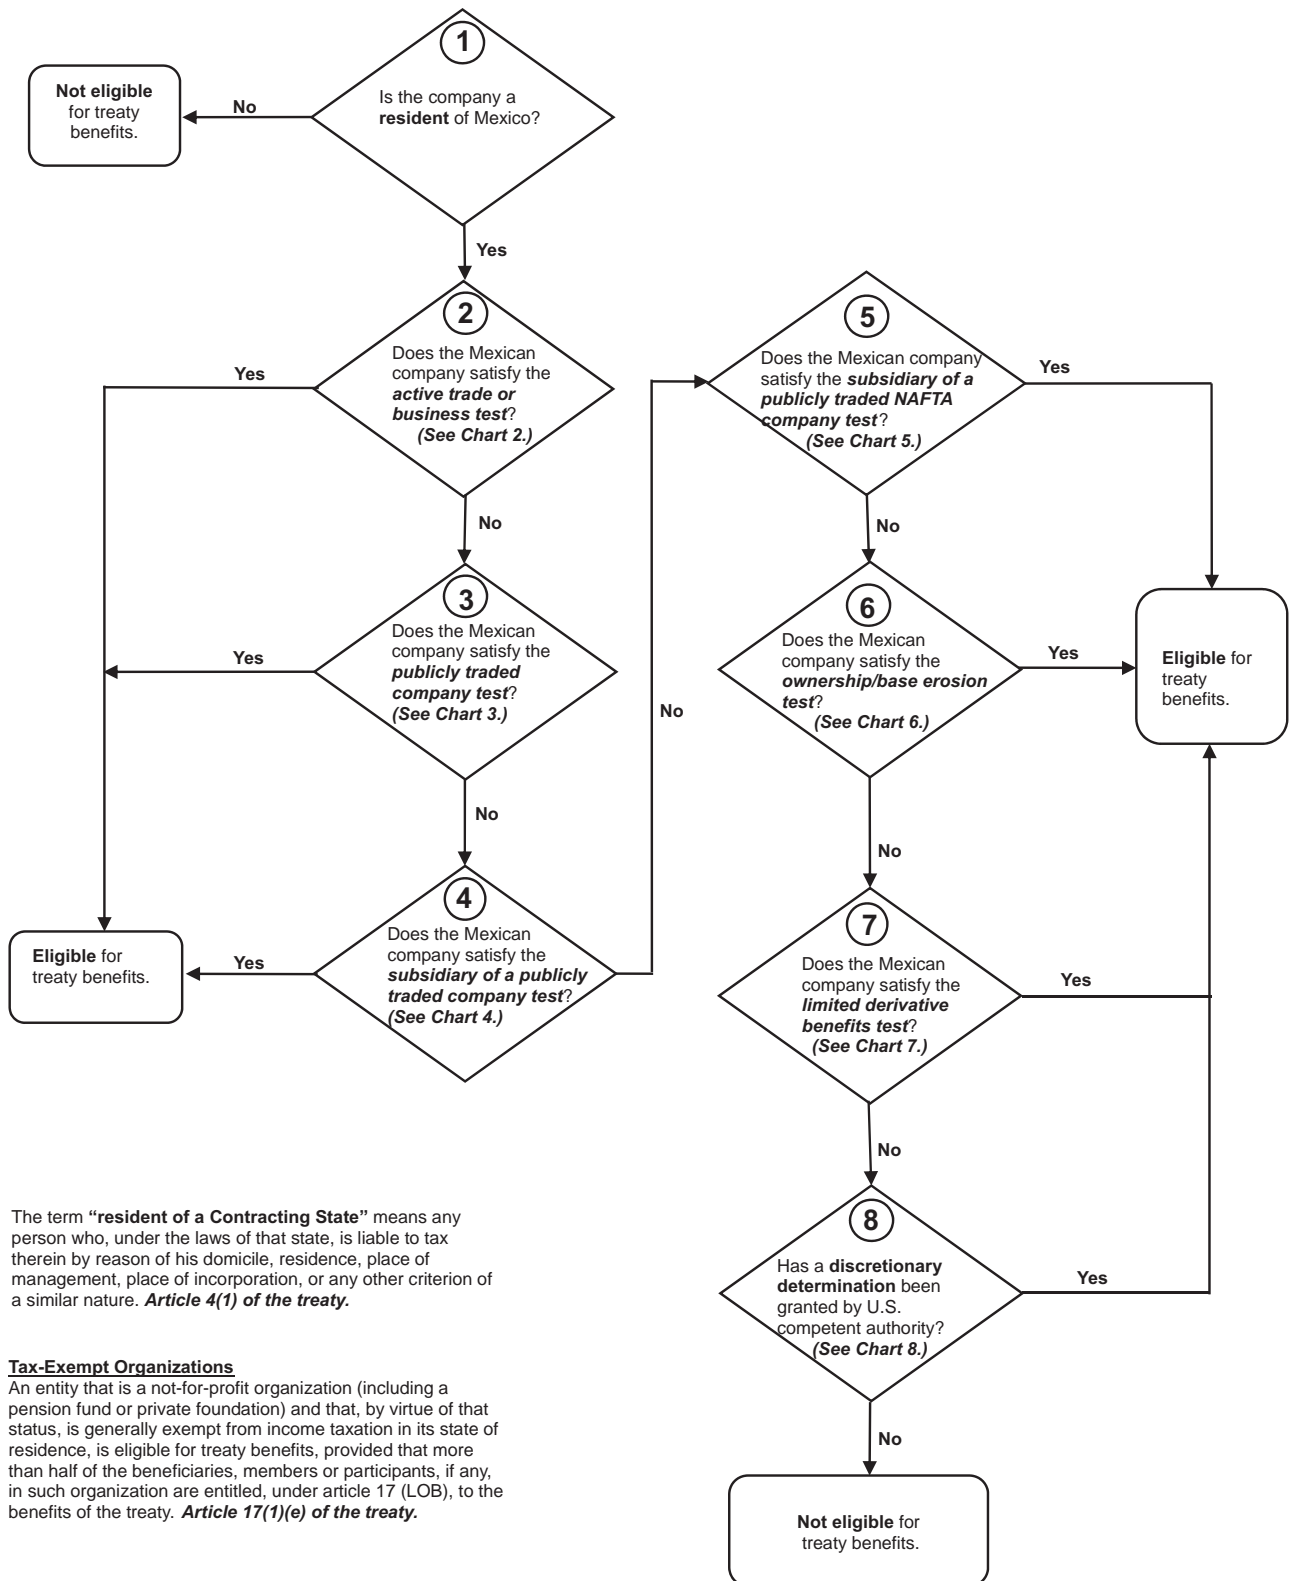 1
Is the company a
resident of Mexico?
No
Not eligible
for treaty
benefits.
Yes
2
Does the Mexican
company satisfy the
active trade or
business test?
(See Chart 2.)
Yes
No
3
Does the Mexican
company satisfy the
publicly traded
company test?
(See Chart 3.)
Yes
No
4
Does the Mexican
company satisfy the
subsidiary of a publicly
traded company test?
(See Chart 4.)
Yes
Eligible for
treaty benefits.
No
5
Does the Mexican company
satisfy the subsidiary of a
publicly traded NAFTA
company test?
(See Chart 5.)
Yes
No
6
Does the Mexican
company satisfy the
ownership/base erosion
test?
(See Chart 6.)
Yes
Eligible for
treaty
benefits.
No
7
Does the Mexican
company satisfy the
limited derivative
benefits test?
(See Chart 7.)
Yes
No
8
Has a discretionary
determination been
granted by U.S.
competent authority?
(See Chart 8.)
Yes
No
Not eligible for
treaty benefits.
The term “resident of a Contracting State” means any
person who, under the laws of that state, is liable to tax
therein by reason of his domicile, residence, place of
management, place of incorporation, or any other criterion of
a similar nature. Article 4(1) of the treaty.
Tax-Exempt Organizations
An entity that is a not-for-profit organization (including a
pension fund or private foundation) and that, by virtue of that
status, is generally exempt from income taxation in its state of
residence, is eligible for treaty benefits, provided that more
than half of the beneficiaries, members or participants, if any,
in such organization are entitled, under article 17 (LOB), to the
benefits of the treaty. Article 17(1)(e) of the treaty.